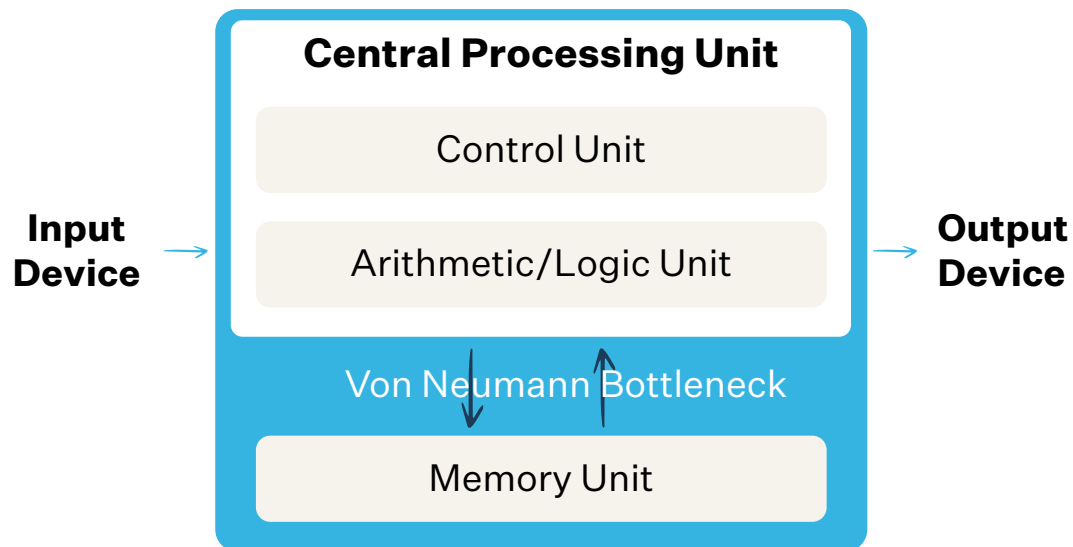 Central Processing Unit
Control Unit
Input
Device
Arithmetic/Logic Unit
Output
Device
Von Neumann Bottleneck
Memory Unit